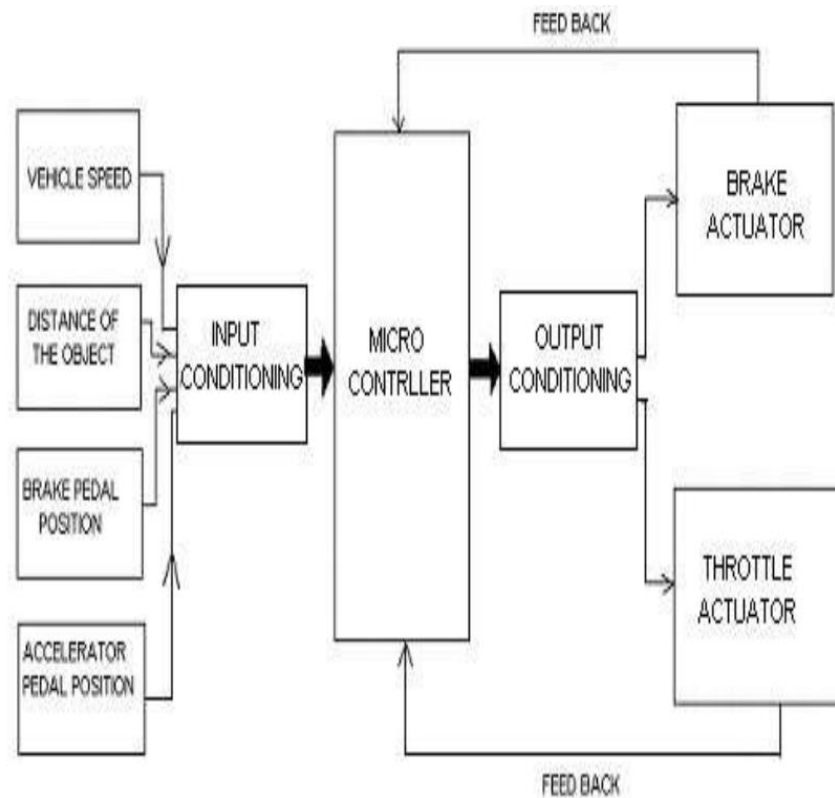 FEED BACK
VEHICLE SPEED
DISTANCE OF
THE OBJECT
BRAKE PEDAL
POSITION
ACCELERATOR
PEDAL POSITION
INPUT
CONDITIONING
MICRO
CONTRLLER
OUTPUT
CONDITIONING
BRAKE
ACTUATOR
THROTTLE
ACTUATOR
FEED BACK